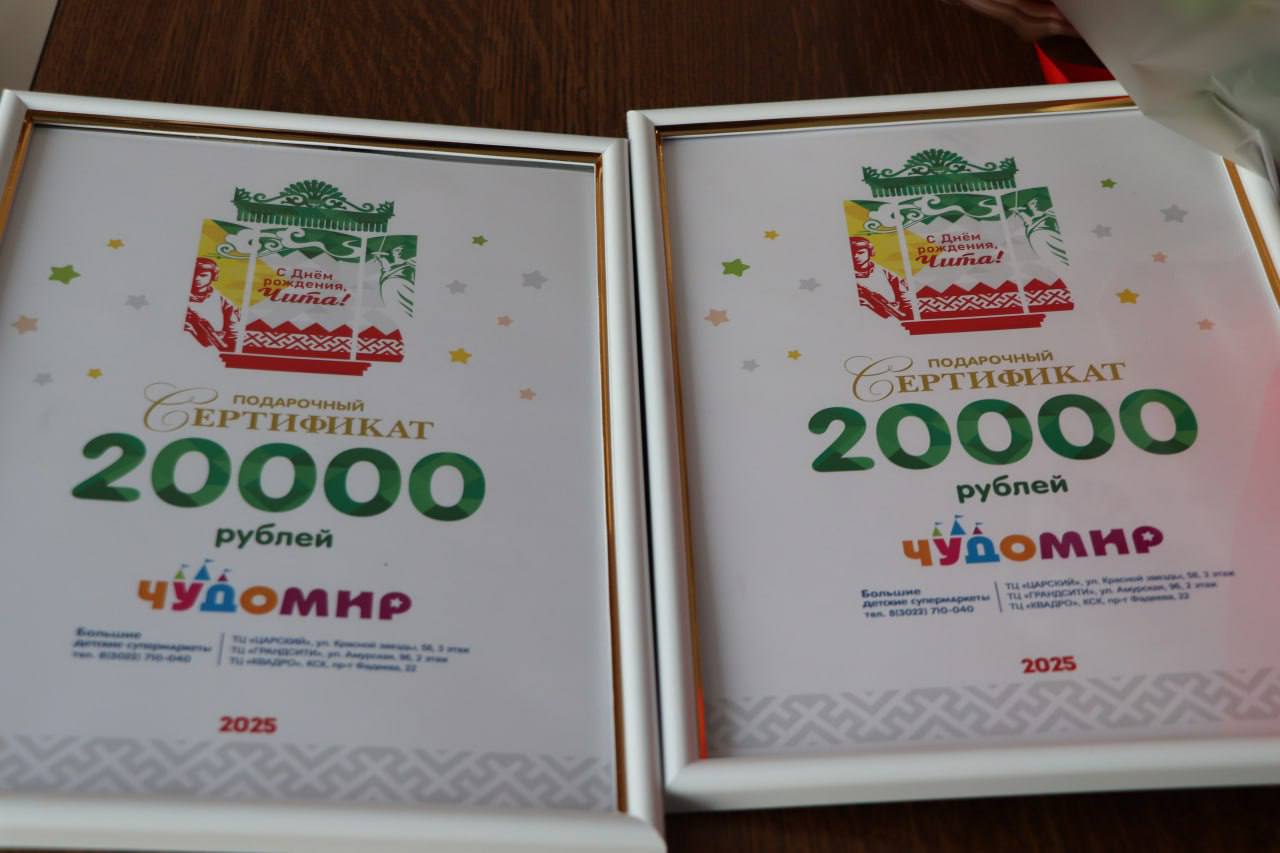 С Днём
рождения,
Чита!
ПОДАРОЧНЫЙ
СЕРТИФИКАТ
20000
рублей
ЧУДОМИР
Большие
детские супермаркеты
тел. 8(3022) 710-040
ТЦ «ЦАРСКИЙ», ул. Красной звезды, 58, 3 этаж
ТЦ «ГРАНДСИТИ», ул. Амурская, 96, 2 этаж
ТЦ «КВАДРО», КСК, пр-т Фадеева, 22
2025
С Днём
рождения,
Чита!
ПОДАРОЧНЫЙ
СЕРТИФИКАТ
20000
рублей
ЧУДОМИР
Большие
детские супермаркеты
тел. 8(3022) 710-040
ТЦ «ЦАРСКИЙ», ул. Красной звезды, 58, 3 этаж
ТЦ «ГРАНДСИТИ», ул. Амурская, 96, 2 этаж
ТЦ «КВАДРО», КСК, пр-т Фадеева, 22
2025